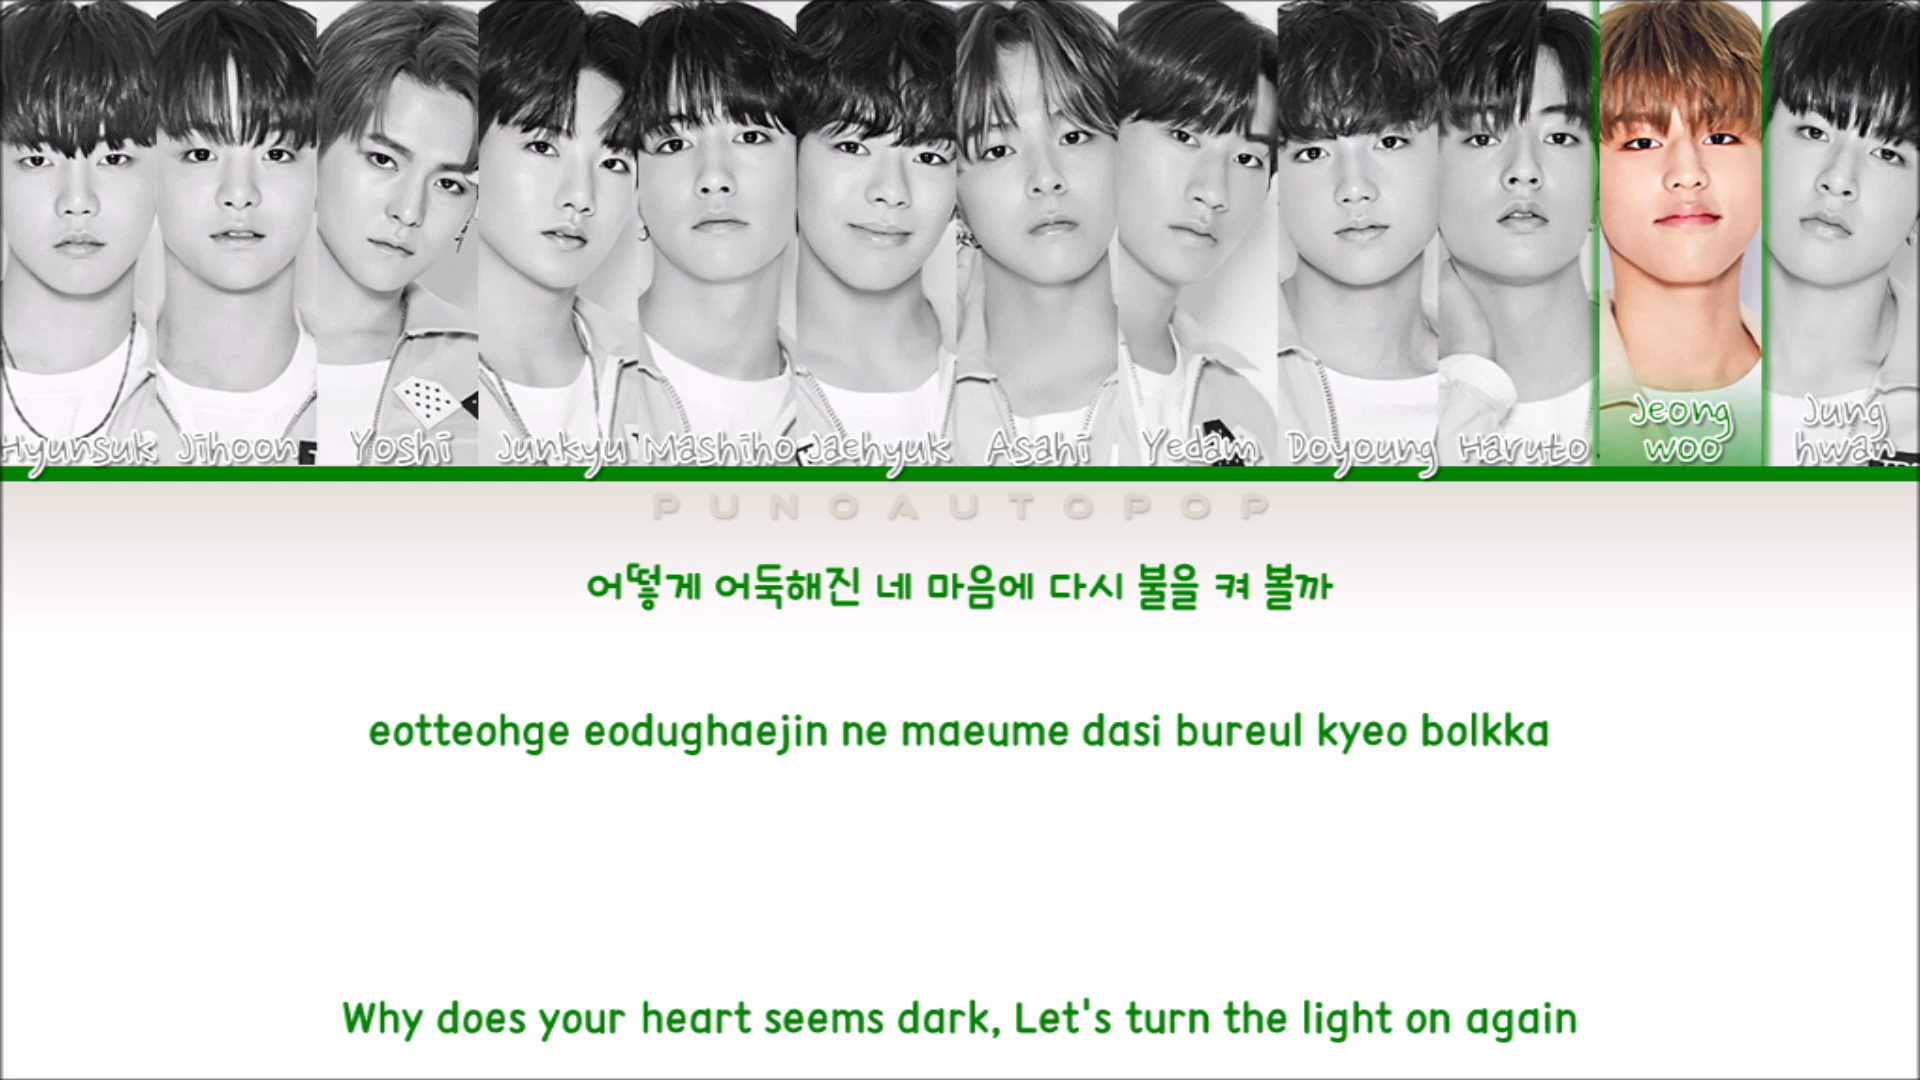 Hyunsuk Jihoon Yoshi Junkyu Mashiho Jaehyuk Asahi Yedam Doyoung Haruto
Jeong
woo
Jung
hwan
PUNOAUTOPOP
어떻게 어둑해진 네 마음에 다시 불을 켜 볼까
eotteohge eodughaejin ne maeume dasi bureul kyeo bolkka
Why does your heart seems dark, Let's turn the light on again